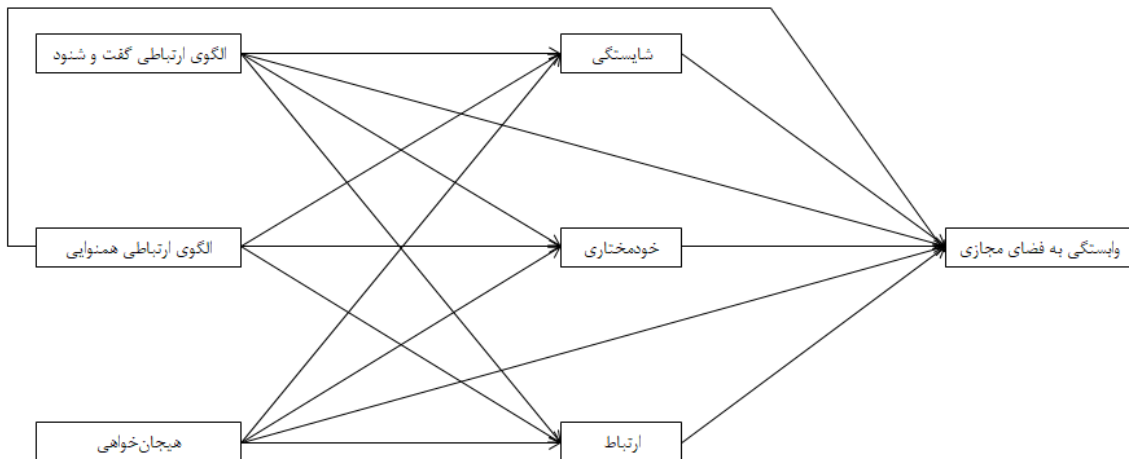 الگوی ارتباطی گفت و شنود
شایستگی
الگوی ارتباطی همنوایی
خودمختاری
وابستگی به فضای مجازی
هیجان‌خواهی
ارتباط